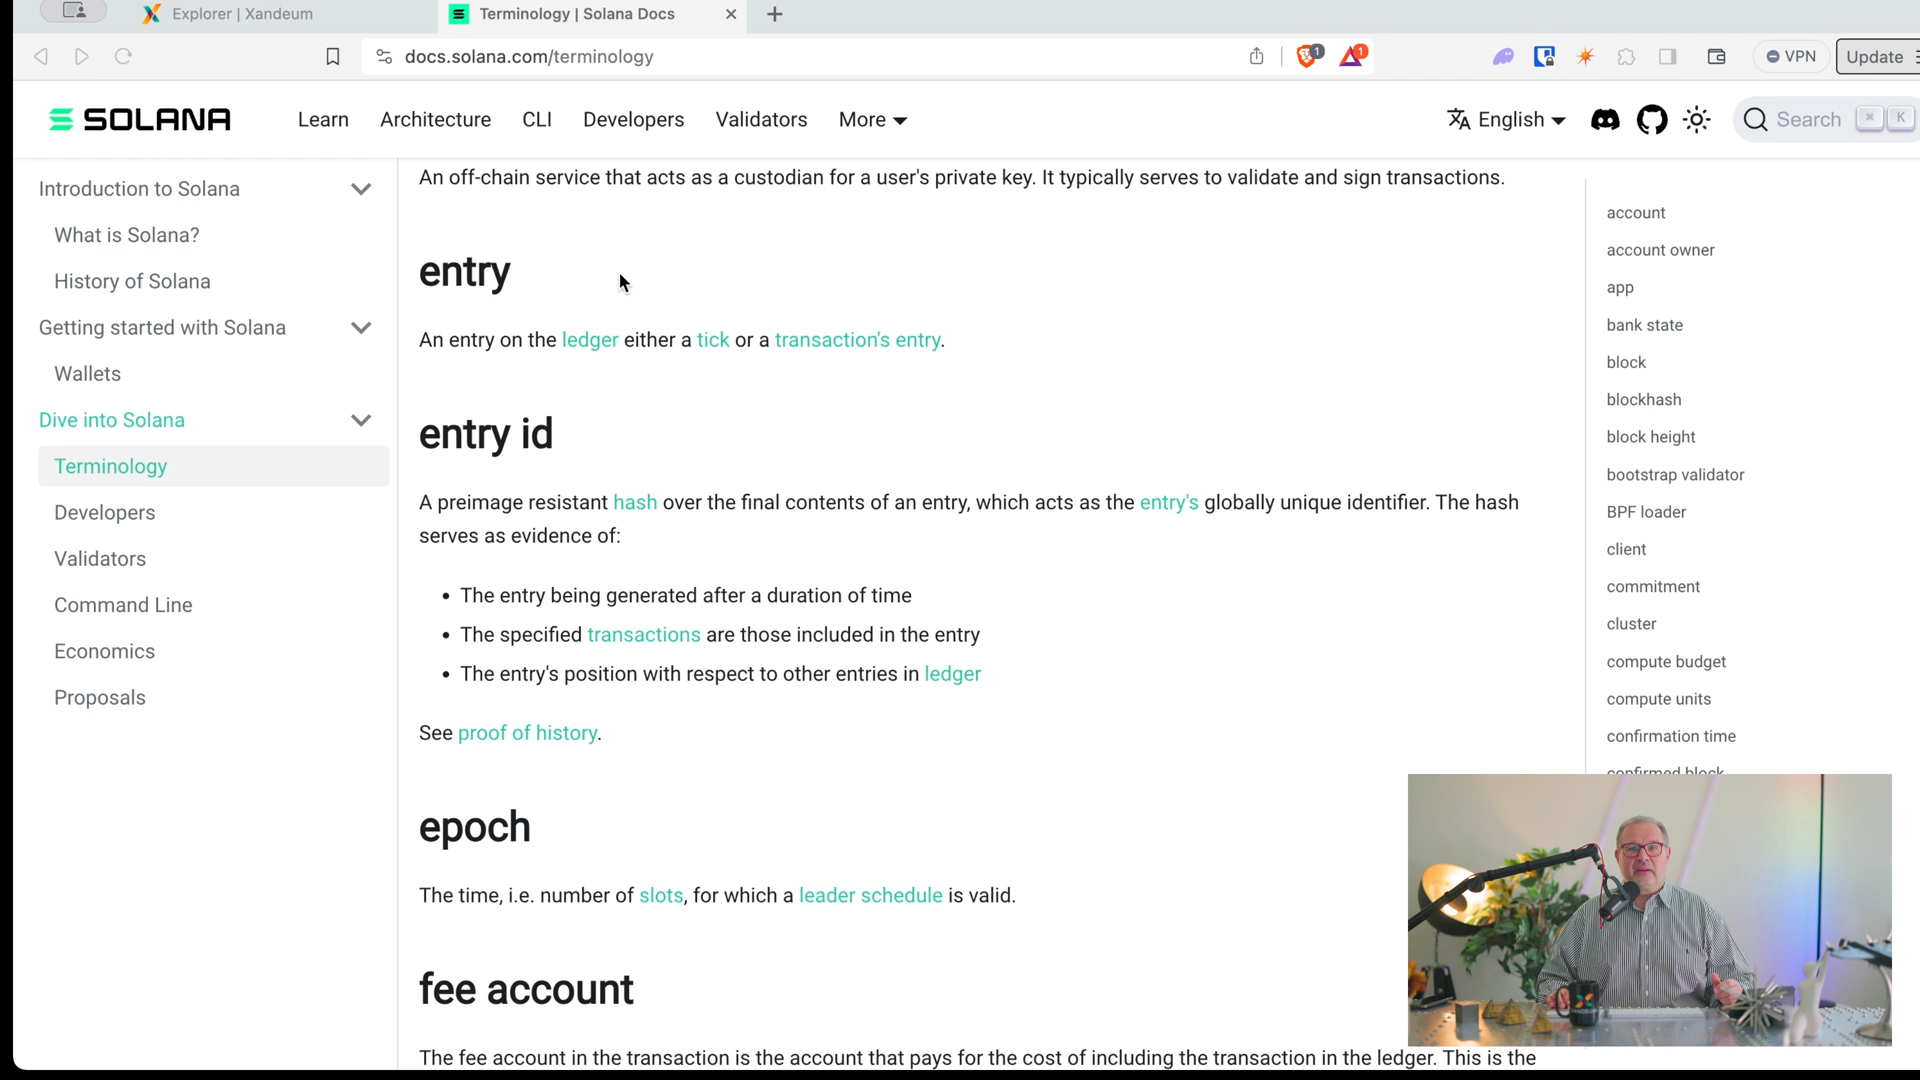 Explorer | Xandeum
Terminology | Solana Docs
docs.solana.com/terminology
1
1
VPN
Update
SOLANA
Learn
Architecture
CLI
Developers
Validators
More
English
Search
⌘
K
Introduction to Solana
What is Solana?
History of Solana
Getting started with Solana
Wallets
Dive into Solana
Terminology
Developers
Validators
Command Line
Economics
Proposals
An off-chain service that acts as a custodian for a user's private key. It typically serves to validate and sign transactions.
entry
An entry on the ledger either a tick or a transaction's entry.
entry id
A preimage resistant hash over the final contents of an entry, which acts as the entry's globally unique identifier. The hash
serves as evidence of:
• The entry being generated after a duration of time
• The specified transactions are those included in the entry
• The entry's position with respect to other entries in ledger
See proof of history.
epoch
The time, i.e. number of slots, for which a leader schedule is valid.
fee account
The fee account in the transaction is the account that pays for the cost of including the transaction in the ledger. This is the
account
account owner
app
bank state
block
blockhash
block height
bootstrap validator
BPF loader
client
commitment
cluster
compute budget
compute units
confirmation time
confirmed block